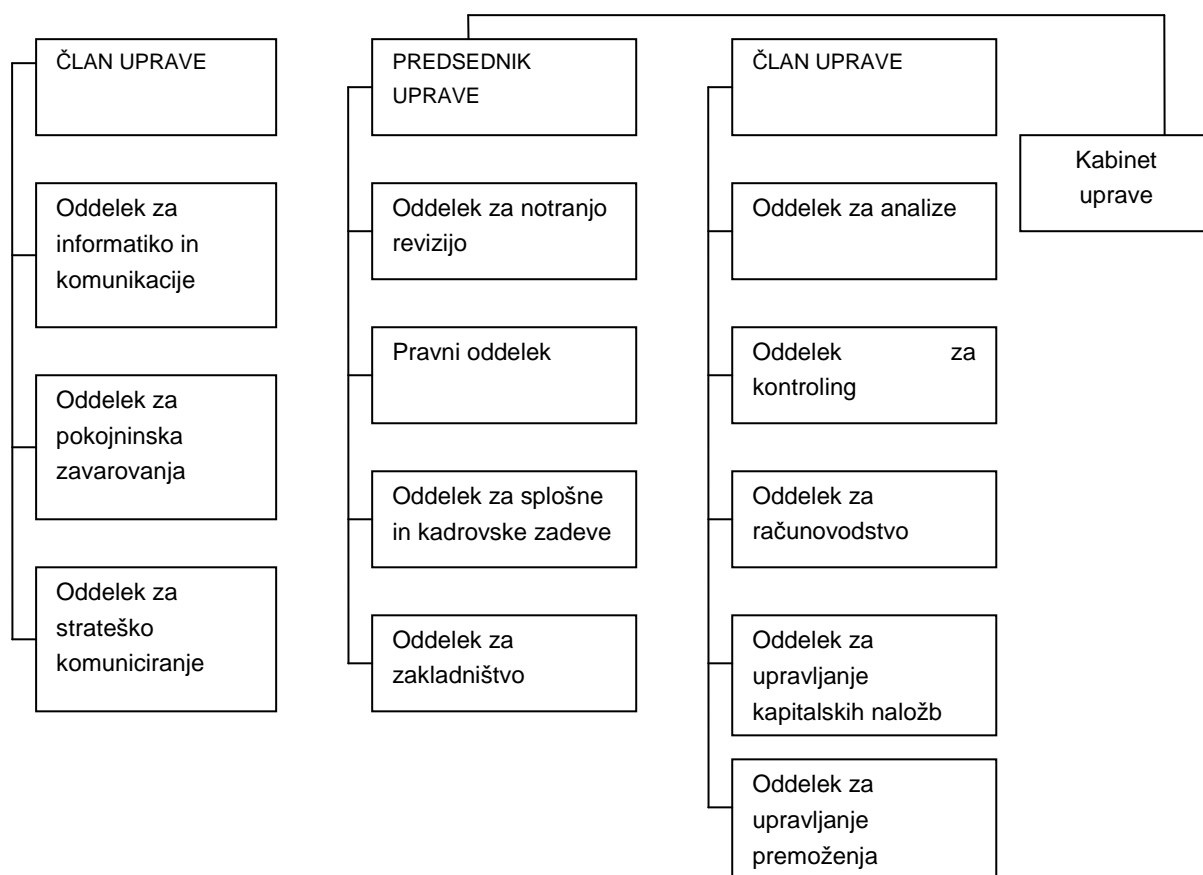 ČLAN UPRAVE
Oddelek za
informatiko in
komunikacije
Oddelek za
pokojninska
zavarovanja
Oddelek za
strateško
komuniciranje
PREDSEDNIK
UPRAVE
Oddelek za notranjo
revizijo
Pravni oddelek
Oddelek za splošne
in kadrovske zadeve
Oddelek za
zakladništvo
ČLAN UPRAVE
Oddelek za analize
Oddelek za
kontroling
Oddelek za
računovodstvo
Oddelek za
upravljanje
kapitalskih naložb
Oddelek za
upravljanje
premoženja
Kabinet
uprave